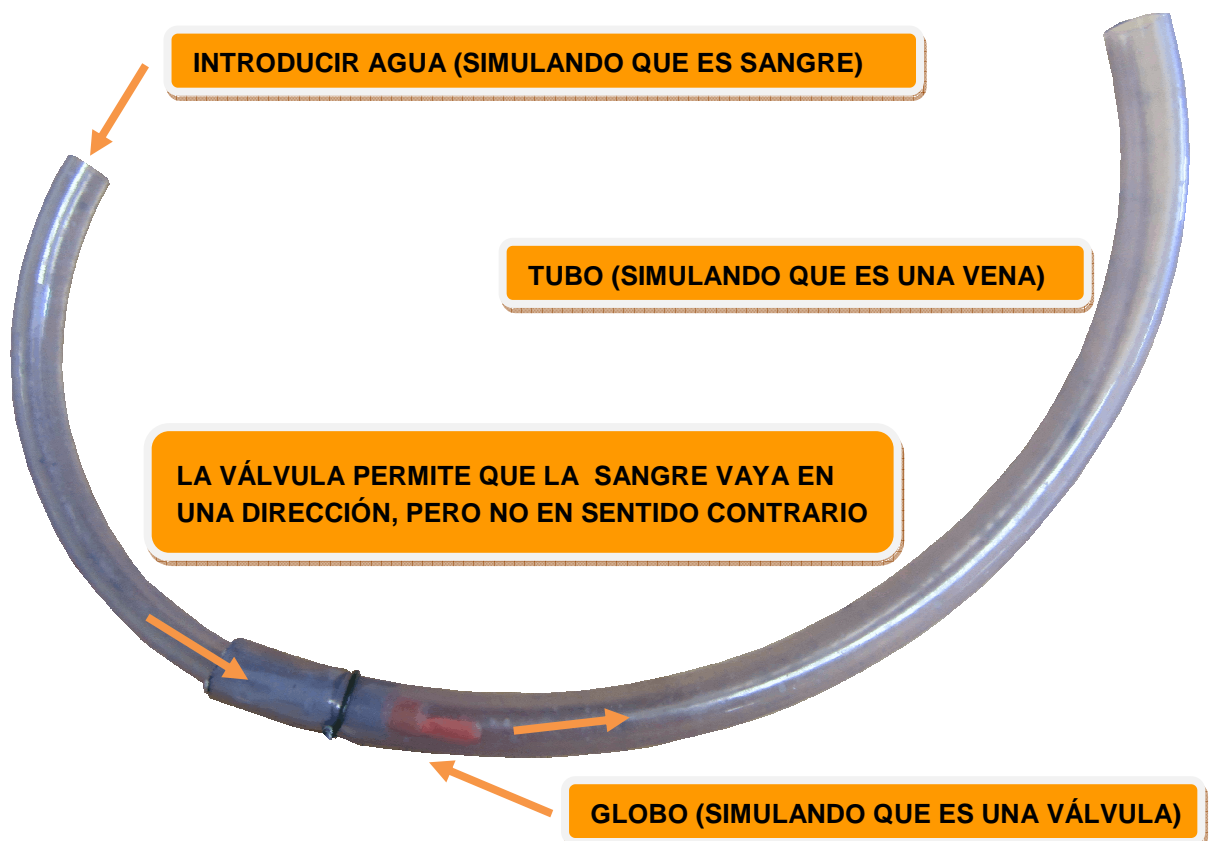 INTRODUCIR AGUA (SIMULANDO QUE ES SANGRE)
TUBO (SIMULANDO QUE ES UNA VENA)
LA VÁLVULA PERMITE QUE LA SANGRE VAYA EN
UNA DIRECCIÓN, PERO NO EN SENTIDO CONTRARIO
GLOBO (SIMULANDO QUE ES UNA VÁLVULA)